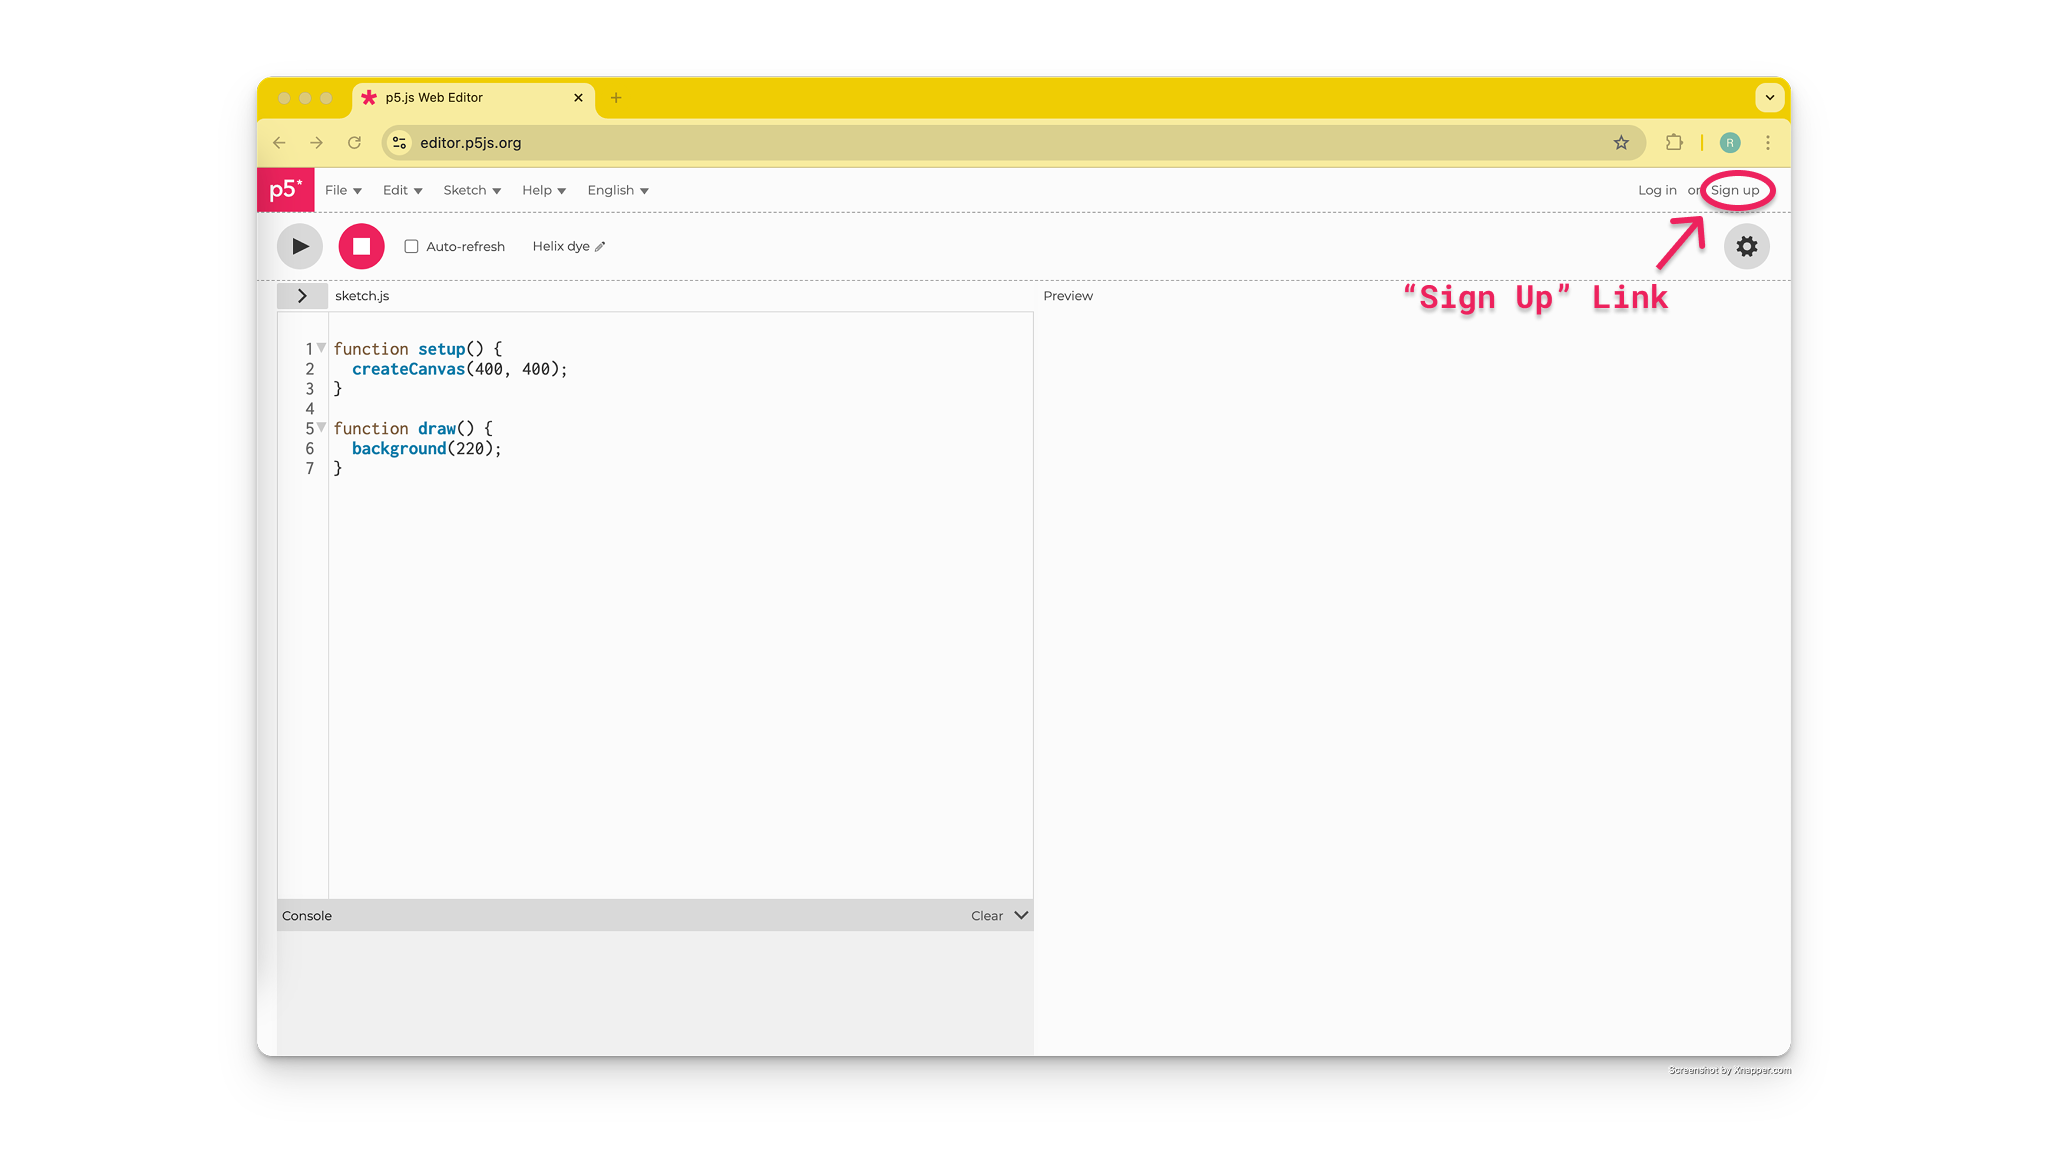 p5.js Web Editor
editor.p5js.org
R
p5* File Edit Sketch Help English Log in or Sign up
Auto-refresh Helix dye
sketch.js Preview “Sign Up” Link
1 function setup() {
2 createCanvas(400, 400);
3 }
4
5 function draw() {
6 background(220);
7 }
Console Clear
Screenshot by Xnapper.com